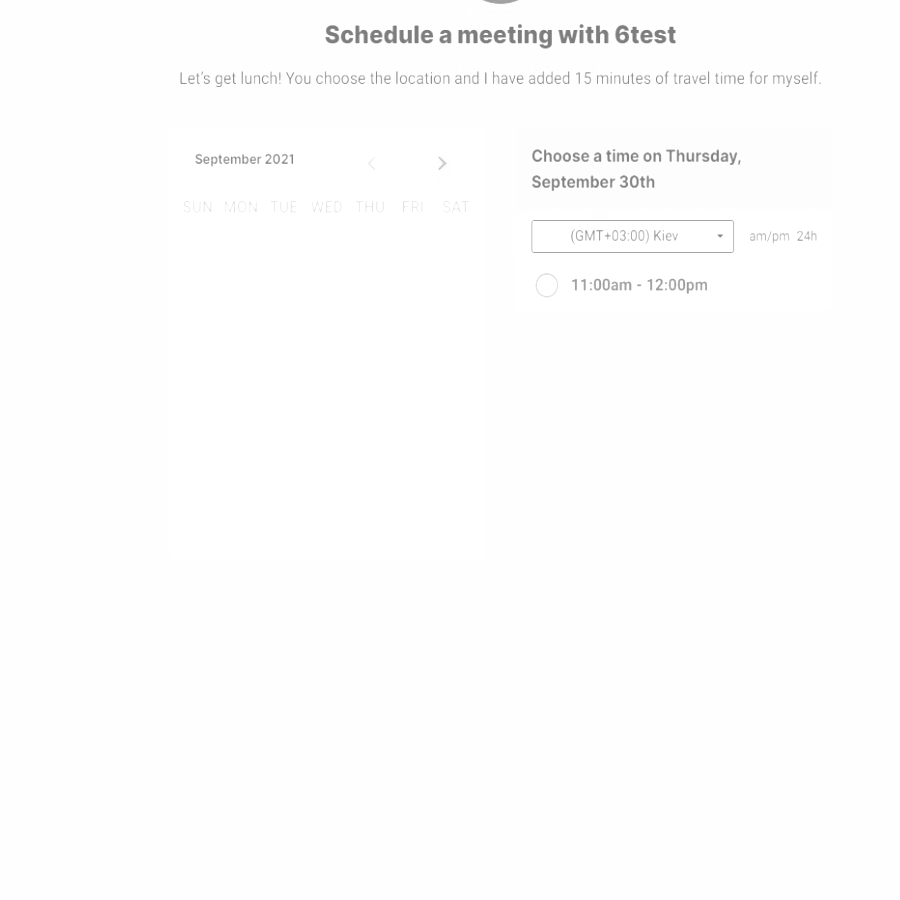 Schedule a meeting with 6test
Let's get lunch! You choose the location and I have added 15 minutes of travel time for myself.
September 2021
SUN MON TUE WED THU FRI SAT
Choose a time on Thursday,
September 30th
(GMT+03:00) Kiev
am/pm 24h
11:00am - 12:00pm